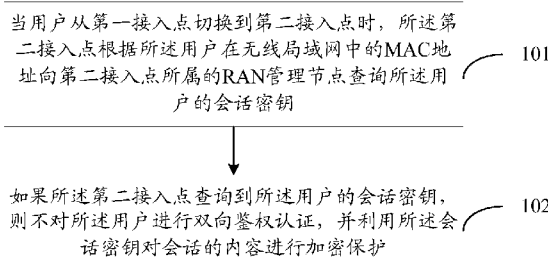 当用户从第一接入点切换到第二接入点时，所述第
二接入点根据所述用户在无线局域网中的MAC地
址向第二接入点所属的RAN管理节点查询所述用
户的会话密钥
101
如果所述第二接入点查询到所述用户的会话密钥，
则不对所述用户进行双向鉴权认证，并利用所述会
话密钥对会话的内容进行加密保护
102